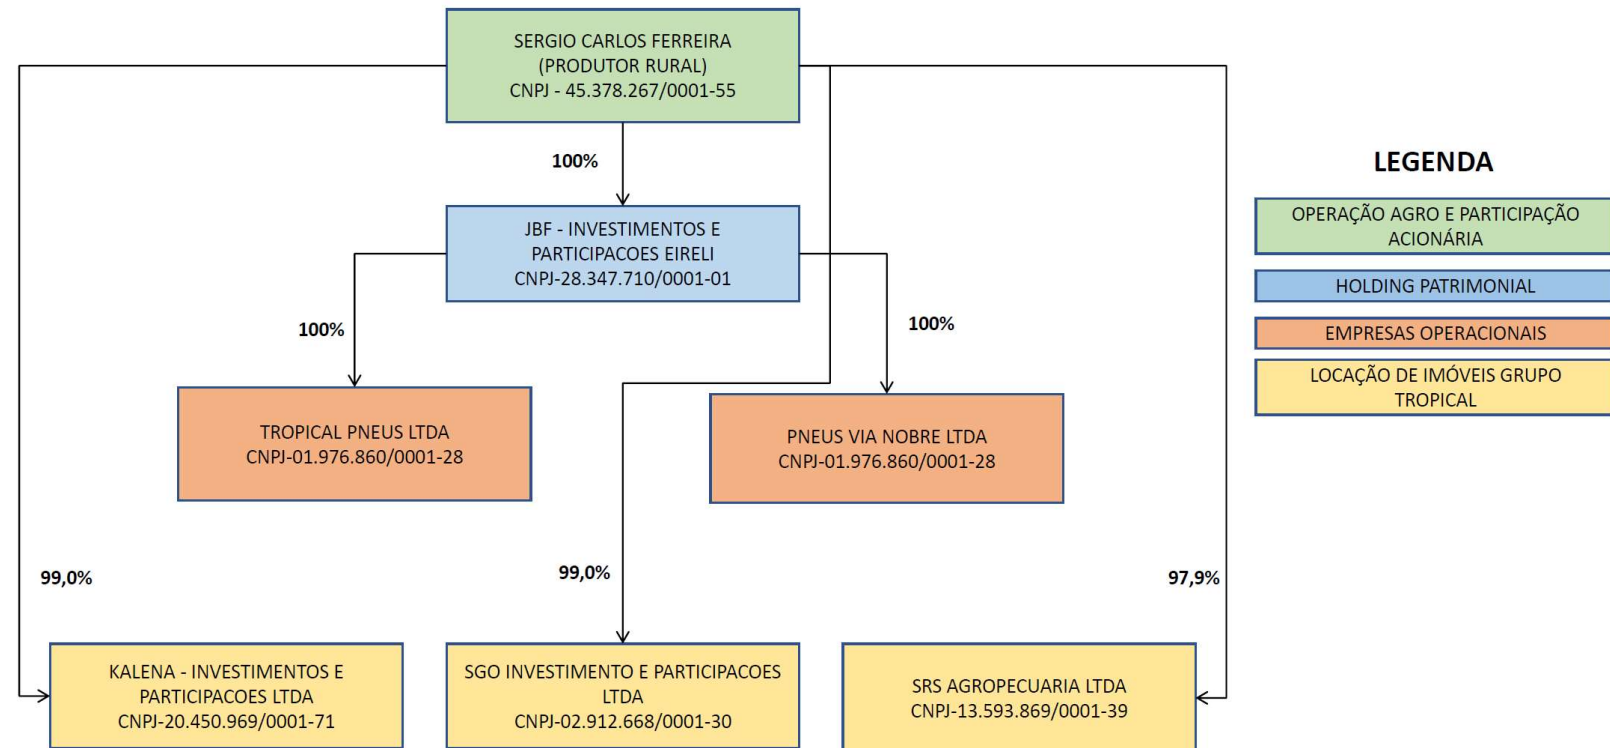 SERGIO CARLOS FERREIRA
(PRODUTOR RURAL)
CNPJ - 45.378.267/0001-55
100%
JBF - INVESTIMENTOS E
PARTICIPACOES EIRELI
CNPJ-28.347.710/0001-01
100%
100%
TROPICAL PNEUS LTDA
CNPJ-01.976.860/0001-28
PNEUS VIA NOBRE LTDA
CNPJ-01.976.860/0001-28
99,0%
99,0%
97,9%
KALENA - INVESTIMENTOS E
PARTICIPACOES LTDA
CNPJ-20.450.969/0001-71
SGO INVESTIMENTO E PARTICIPACOES
LTDA
CNPJ-02.912.668/0001-30
SRS AGROPECUARIA LTDA
CNPJ-13.593.869/0001-39
LEGENDA
OPERAÇÃO AGRO E PARTICIPAÇÃO
ACIONÁRIA
HOLDING PATRIMONIAL
EMPRESAS OPERACIONAIS
LOCAÇÃO DE IMÓVEIS GRUPO
TROPICAL